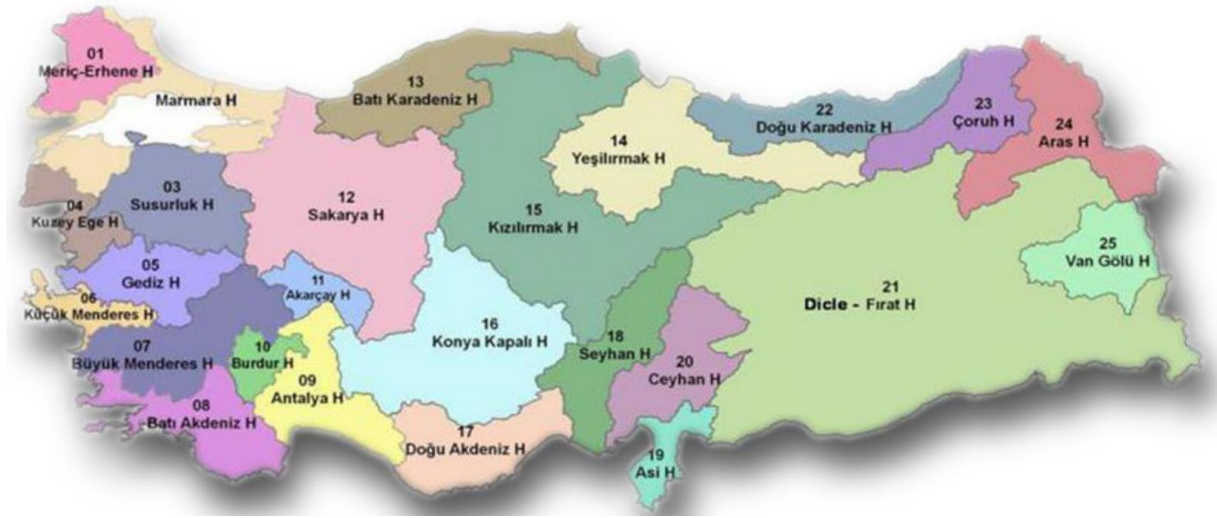 01
Meriç-Erhene H
Marmara H
03
Susurluk H
04
Kuzey Ege H
05
Gediz H
06
Küçük Menderes H
07
Büyük Menderes H
08
Batı Akdeniz H
09
Antalya H
10
Burdur H
11
Akarçay H
12
Sakarya H
13
Batı Karadeniz H
14
Yeşilırmak H
15
Kızılırmak H
16
Konya Kapalı H
17
Doğu Akdeniz H
18
Seyhan H
19
Asi H
20
Ceyhan H
21
Dicle - Fırat H
22
Doğu Karadeniz H
23
Çoruh H
24
Aras H
25
Van Gölü H